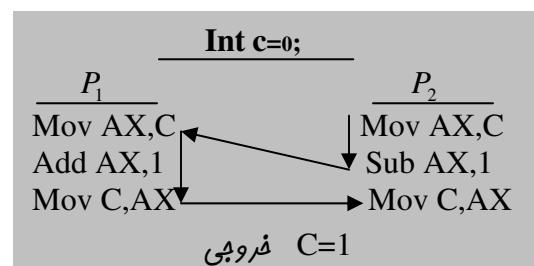 Int c=0;
P1 P2
Mov AX,C Mov AX,C
Add AX,1 Sub AX,1
Mov C,AX Mov C,AX
خروجی C=1